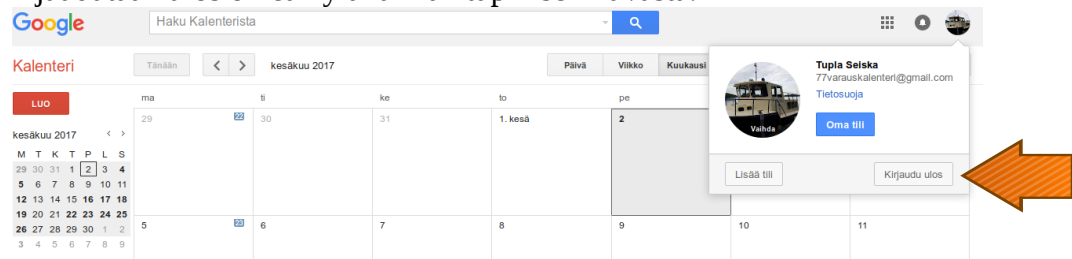 Google
Haku Kalenterista
Kalenteri
Tänään
kesäkuu 2017
Päivä Viikko Kuukausi
Tupla Seiska
77varauskalenteri@gmail.com
Tietosuoja
Oma tili
Vaihda
Lisää tili
Kirjaudu ulos
LUO
kesäkuu 2017
M T K T P L S
29 30 31 1 2 3 4
5 6 7 8 9 10 11
12 13 14 15 16 17 18
19 20 21 22 23 24 25
26 27 28 29 30 1 2
3 4 5 6 7 8 9
ma ti ke to pe
29 22 30 31 1. kesä 2
5 23 6 7 8 9 10 11